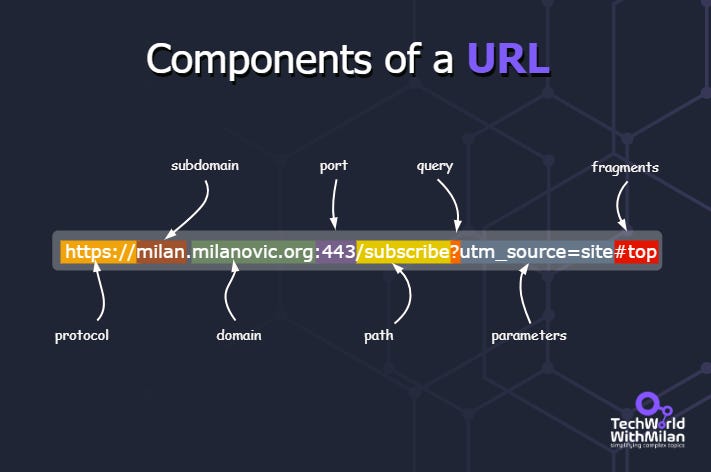 Components of a URL
subdomain
port
query
fragments
https://milan.milanovic.org:443/subscribe?utm_source=site#top
protocol
domain
path
parameters
TechWorld
WithMilan
simplifying complex topics